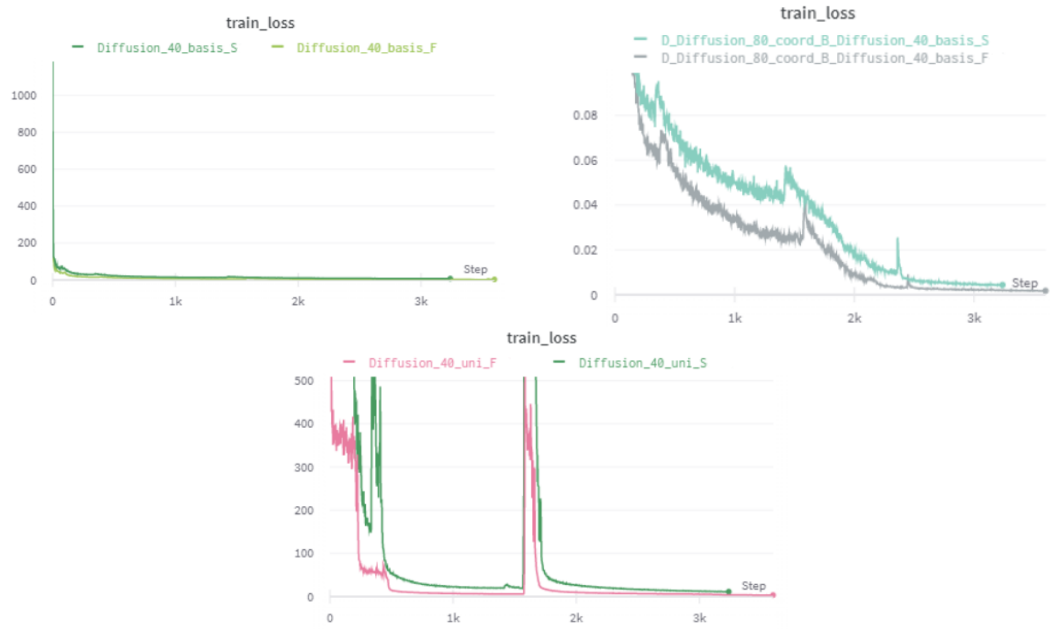 train_loss
Diffusion_40_basis_S Diffusion_40_basis_F
1000
800
600
400
200
0
Step
0 1k 2k 3k
train_loss
D_Diffusion_80_coord_B_Diffusion_40_basis_S
D_Diffusion_80_coord_B_Diffusion_40_basis_F
0.08
0.06
0.04
0.02
0
Step
0 1k 2k 3k
train_loss
Diffusion_40_uni_F Diffusion_40_uni_S
500
400
300
200
100
0
Step
0 1k 2k 3k